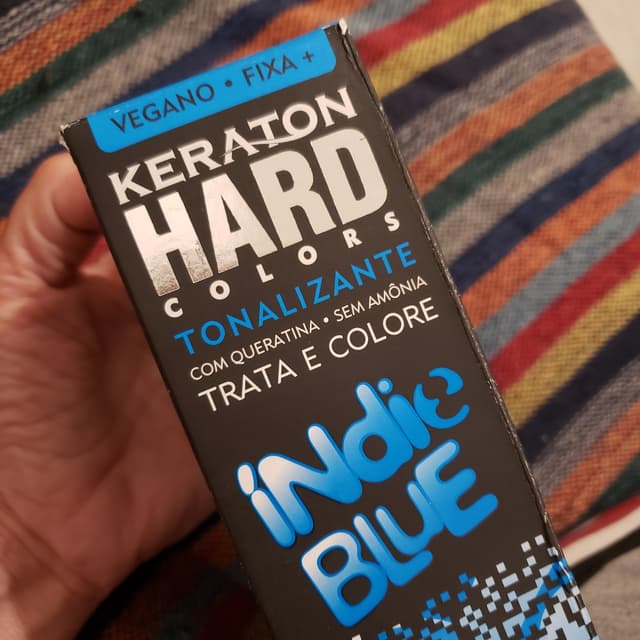 VEGANO • FIXA +
KERATON
HARD
COLORS
TONALIZANTE
COM QUERATINA • SEM AMÔNIA
TRATA E COLORE
iNdie
BLUE